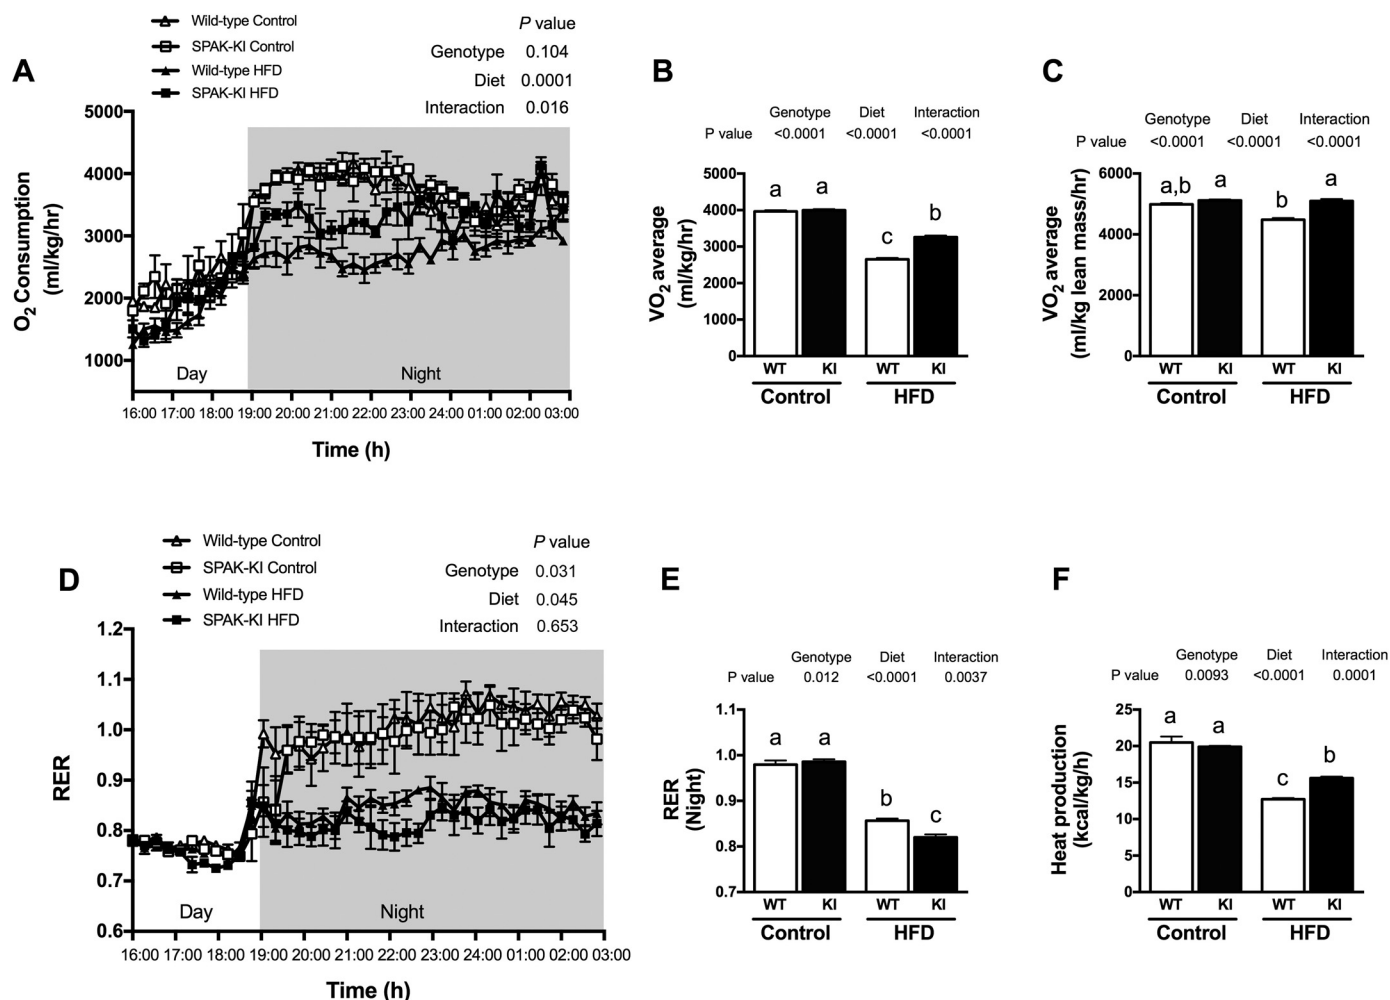 A
Wild-type Control
SPAK-KI Control
Wild-type HFD
SPAK-KI HFD
P value
Genotype 0.104
Diet 0.0001
Interaction 0.016
O2 Consumption
(ml/kg/hr)
5000
4000
3000
2000
1000
Day
Night
16:00 17:00 18:00 19:00 20:00 21:00 22:00 23:00 24:00 01:00 02:00 03:00
Time (h)
B
Genotype Diet Interaction
P value <0.0001 <0.0001 <0.0001
VO2 average
(ml/kg/hr)
5000
4000
3000
2000
1000
0
a a c b
WT KI WT KI
Control HFD
C
Genotype Diet Interaction
P value <0.0001 <0.0001 <0.0001
VO2 average
(ml/kg lean mass/hr)
6000
4000
2000
0
a,b a b a
WT KI WT KI
Control HFD
D
Wild-type Control
SPAK-KI Control
Wild-type HFD
SPAK-KI HFD
P value
Genotype 0.031
Diet 0.045
Interaction 0.653
RER
1.2
1.1
1.0
0.9
0.8
0.7
0.6
Day
Night
16:00 17:00 18:00 19:00 20:00 21:00 22:00 23:00 24:00 01:00 02:00 03:00
Time (h)
E
Genotype Diet Interaction
P value 0.012 <0.0001 0.0037
RER
(Night)
1.1
1.0
0.9
0.8
0.7
a a b c
WT KI WT KI
Control HFD
F
Genotype Diet Interaction
P value 0.0093 <0.0001 0.0001
Heat production
(kcal/kg/h)
25
20
15
10
5
0
a a c b
WT KI WT KI
Control HFD